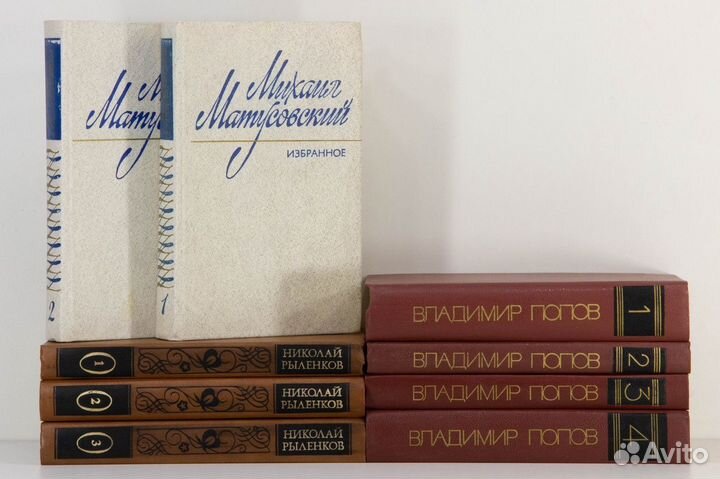 Михаил
Матусовский
ИЗБРАННОЕ
М
Матус
2
1
1
НИКОЛАЙ
РЫЛЕНКОВ
2
НИКОЛАЙ
РЫЛЕНКОВ
3
НИКОЛАЙ
РЫЛЕНКОВ
ВЛАДИМИР ПОПОВ 1
ВЛАДИМИР ПОПОВ 2
ВЛАДИМИР ПОПОВ 3
ВЛАДИМИР ПОПОВ 4
Avito